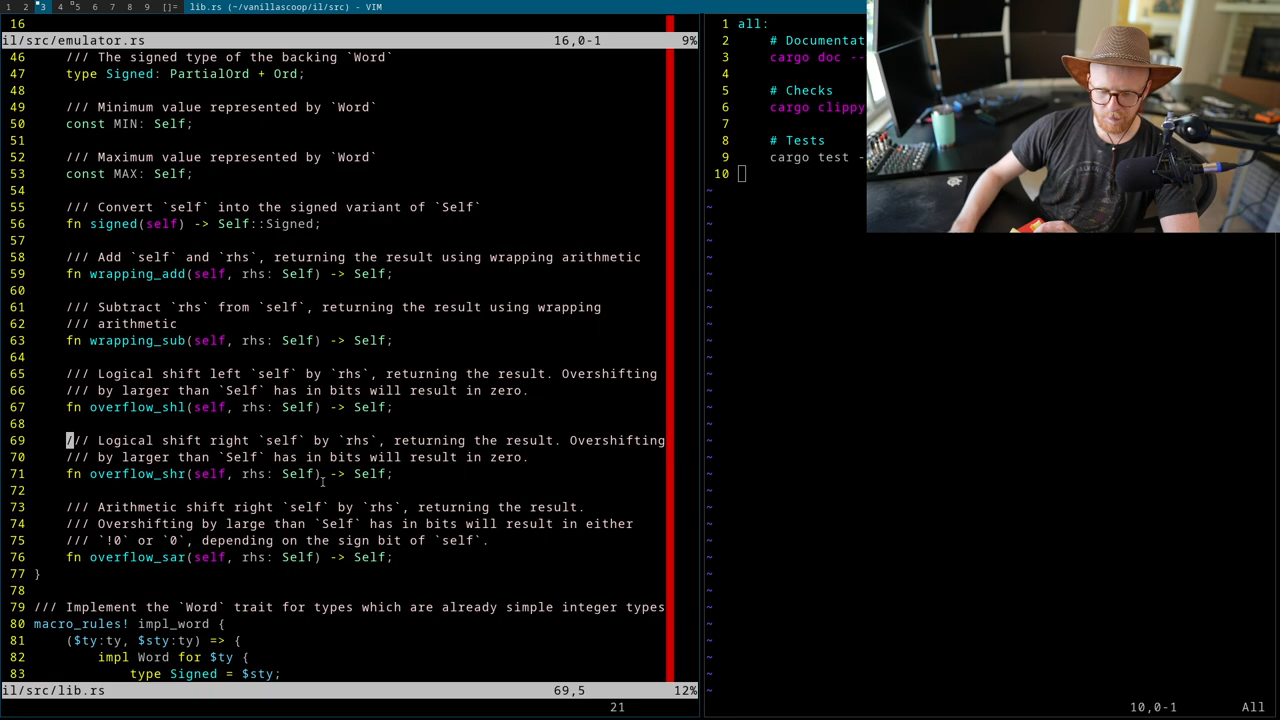 1 2 3 4 5 6 7 8 9 []= lib.rs (~/vanillascoop/il/src) - VIM
16
il/src/emulator.rs 16,0-1 9%
46 /// The signed type of the backing `Word`
47 type Signed: PartialOrd + Ord;
48
49 /// Minimum value represented by `Word`
50 const MIN: Self;
51
52 /// Maximum value represented by `Word`
53 const MAX: Self;
54
55 /// Convert `self` into the signed variant of `Self`
56 fn signed(self) -> Self::Signed;
57
58 /// Add `self` and `rhs`, returning the result using wrapping arithmetic
59 fn wrapping_add(self, rhs: Self) -> Self;
60
61 /// Subtract `rhs` from `self`, returning the result using wrapping
62 /// arithmetic
63 fn wrapping_sub(self, rhs: Self) -> Self;
64
65 /// Logical shift left `self` by `rhs`, returning the result. Overshifting
66 /// by larger than `Self` has in bits will result in zero.
67 fn overflow_shl(self, rhs: Self) -> Self;
68
69 /// Logical shift right `self` by `rhs`, returning the result. Overshifting
70 /// by larger than `Self` has in bits will result in zero.
71 fn overflow_shr(self, rhs: Self) -> Self;
72
73 /// Arithmetic shift right `self` by `rhs`, returning the result.
74 /// Overshifting by large than `Self` has in bits will result in either
75 /// `!0` or `0`, depending on the sign bit of `self`.
76 fn overflow_sar(self, rhs: Self) -> Self;
77 }
78
79 /// Implement the `Word` trait for types which are already simple integer types
80 macro_rules! impl_word {
81 ($ty:ty, $sty:ty) => {
82 impl Word for $ty {
83 type Signed = $sty;
il/src/lib.rs 69,5 12%
21
1 all:
2 # Documentat
3 cargo doc --
4
5 # Checks
6 cargo clippy
7
8 # Tests
9 cargo test -
10
10,0-1 All